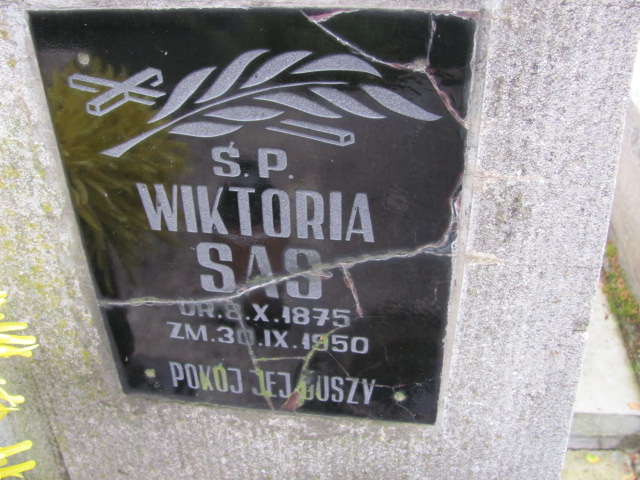 Ś.P.
WIKTORIA
SAS
UR.8.X.1875
ZM.30.IX.1950
POKÓJ JEJ DUSZY